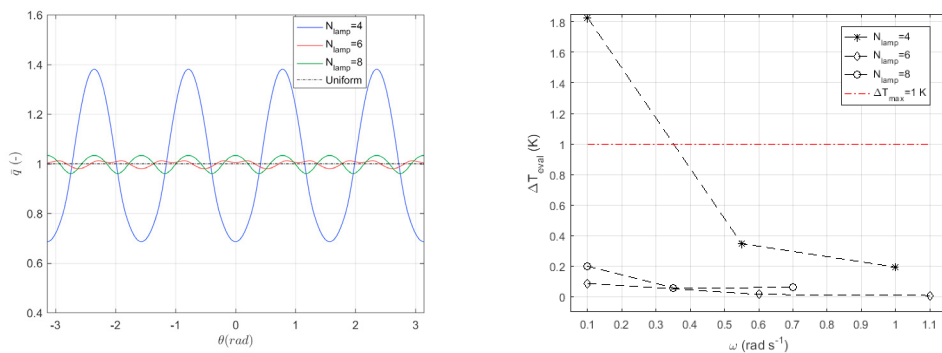 1.6
1.4
1.2
1
0.8
0.6
0.4
q̄ (-)
-3
-2
-1
0
1
2
3
θ(rad)
N_lamp=4
N_lamp=6
N_lamp=8
Uniform
1.8
1.6
1.4
1.2
1
0.8
0.6
0.4
0.2
0
ΔT_eval (K)
0.1
0.2
0.3
0.4
0.5
0.6
0.7
0.8
0.9
1
1.1
ω (rad s⁻¹)
N_lamp=4
N_lamp=6
N_lamp=8
ΔT_max=1 K